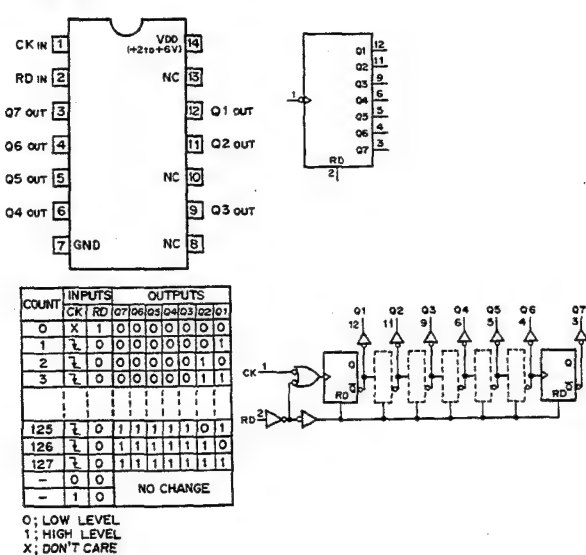 CK IN 1
VDD 14
(+2 TO +6V)
RD IN 2
NC 13
Q7 OUT 3
12 Q1 OUT
Q6 OUT 4
11 Q2 OUT
Q5 OUT 5
NC 10
Q4 OUT 6
9 Q3 OUT
7 GND
NC 8
1
Q1 12
Q2 11
Q3 9
Q4 6
Q5 5
Q6 4
Q7 3
RD
2
COUNT INPUTS OUTPUTS
CK RD Q7 Q6 Q5 Q4 Q3 Q2 Q1
0 X 1 0 0 0 0 0 0 0
1 0 0 0 0 0 0 0 1
2 0 0 0 0 0 0 1 0
3 0 0 0 0 0 0 1 1
125 0 1 1 1 1 1 0 1
126 0 1 1 1 1 1 1 0
127 0 1 1 1 1 1 1 1
- 0 0 NO CHANGE
- 1 0
0; LOW LEVEL
1; HIGH LEVEL
X; DON'T CARE
Q1 Q2 Q3 Q4 Q5 Q6 Q7
12 11 9 6 5 4 3
CK 1
Q Q
Q Q
RD RD
RD 2